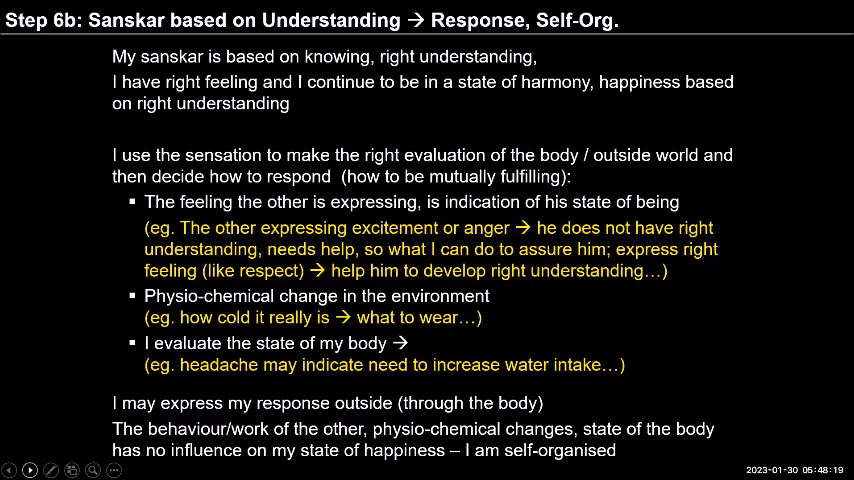 Step 6b: Sanskar based on Understanding → Response, Self-Org.
My sanskar is based on knowing, right understanding,
I have right feeling and I continue to be in a state of harmony, happiness based
on right understanding
I use the sensation to make the right evaluation of the body / outside world and
then decide how to respond (how to be mutually fulfilling):
▪ The feeling the other is expressing, is indication of his state of being
(eg. The other expressing excitement or anger → he does not have right
understanding, needs help, so what I can do to assure him; express right
feeling (like respect) → help him to develop right understanding…)
▪ Physio-chemical change in the environment
(eg. how cold it really is → what to wear…)
▪ I evaluate the state of my body →
(eg. headache may indicate need to increase water intake…)
I may express my response outside (through the body)
The behaviour/work of the other, physio-chemical changes, state of the body
has no influence on my state of happiness – I am self-organised
2023-01-30 05:48:19